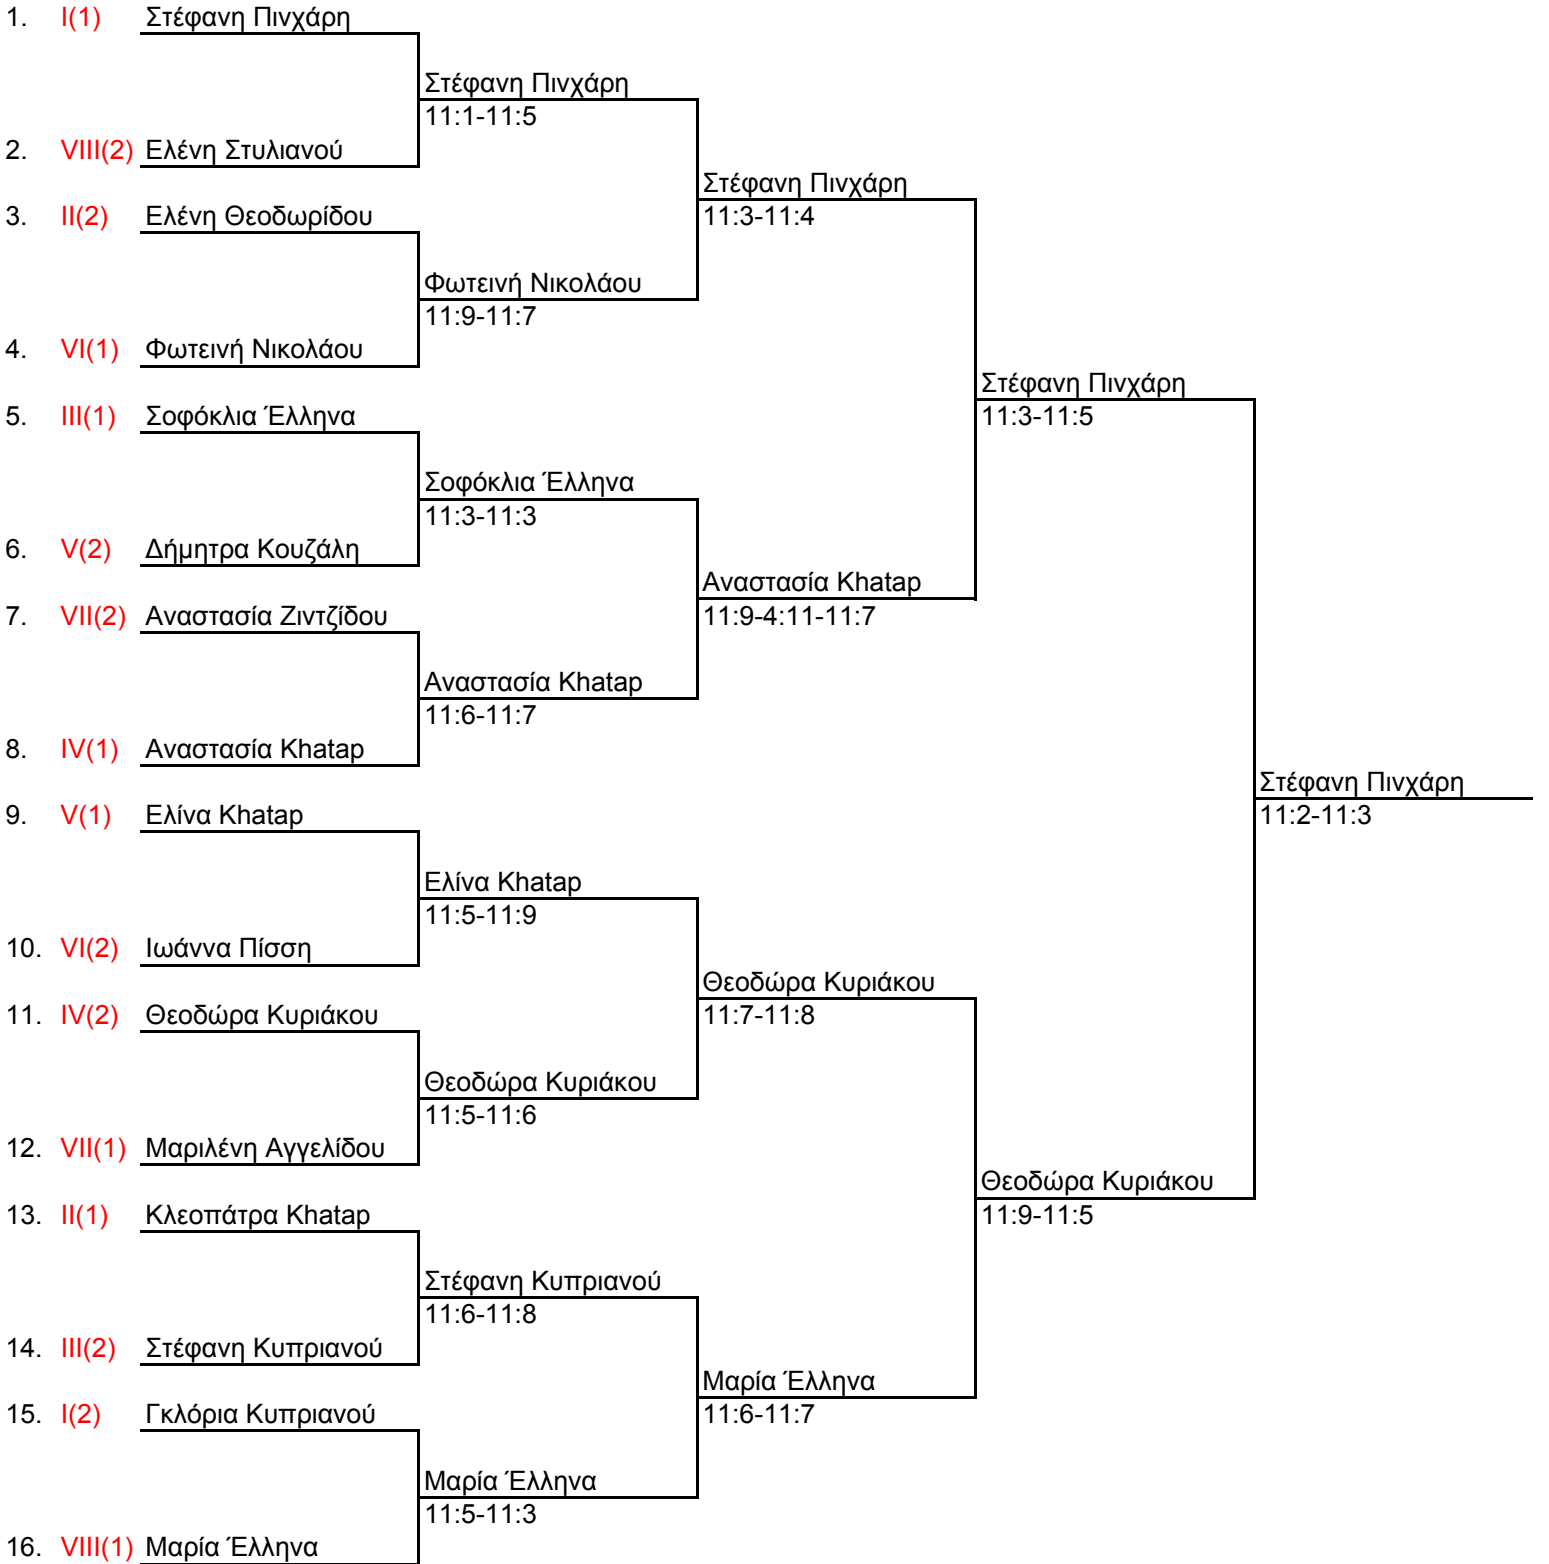 1. I(1) Στέφανη Πινχάρη
Στέφανη Πινχάρη
11:1-11:5
2. VIII(2) Ελένη Στυλιανού
Στέφανη Πινχάρη
3. II(2) Ελένη Θεοδωρίδου
11:3-11:4
Φωτεινή Νικολάου
11:9-11:7
4. VI(1) Φωτεινή Νικολάου
Στέφανη Πινχάρη
5. III(1) Σοφόκλια Έλληνα
11:3-11:5
Σοφόκλια Έλληνα
11:3-11:3
6. V(2) Δήμητρα Κουζάλη
Αναστασία Khatap
7. VII(2) Αναστασία Ζιντζίδου
11:9-4:11-11:7
Αναστασία Khatap
11:6-11:7
8. IV(1) Αναστασία Khatap
Στέφανη Πινχάρη
9. V(1) Ελίνα Khatap
11:2-11:3
Ελίνα Khatap
11:5-11:9
10. VI(2) Ιωάννα Πίσση
Θεοδώρα Κυριάκου
11. IV(2) Θεοδώρα Κυριάκου
11:7-11:8
Θεοδώρα Κυριάκου
11:5-11:6
12. VII(1) Μαριλένη Αγγελίδου
Θεοδώρα Κυριάκου
13. II(1) Κλεοπάτρα Khatap
11:9-11:5
Στέφανη Κυπριανού
11:6-11:8
14. III(2) Στέφανη Κυπριανού
Μαρία Έλληνα
15. I(2) Γκλόρια Κυπριανού
11:6-11:7
Μαρία Έλληνα
11:5-11:3
16. VIII(1) Μαρία Έλληνα